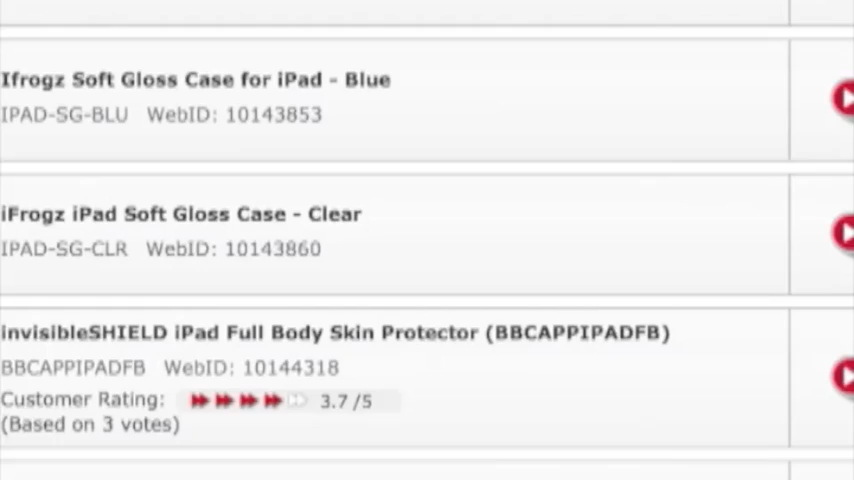 Ifrogz Soft Gloss Case for iPad - Blue
IPAD-SG-BLU WebID: 10143853
iFrogz iPad Soft Gloss Case - Clear
IPAD-SG-CLR WebID: 10143860
invisibleSHIELD iPad Full Body Skin Protector (BBCAPPIPADFB)
BBCAPPIPADFB WebID: 10144318
Customer Rating: 3.7 /5
(Based on 3 votes)